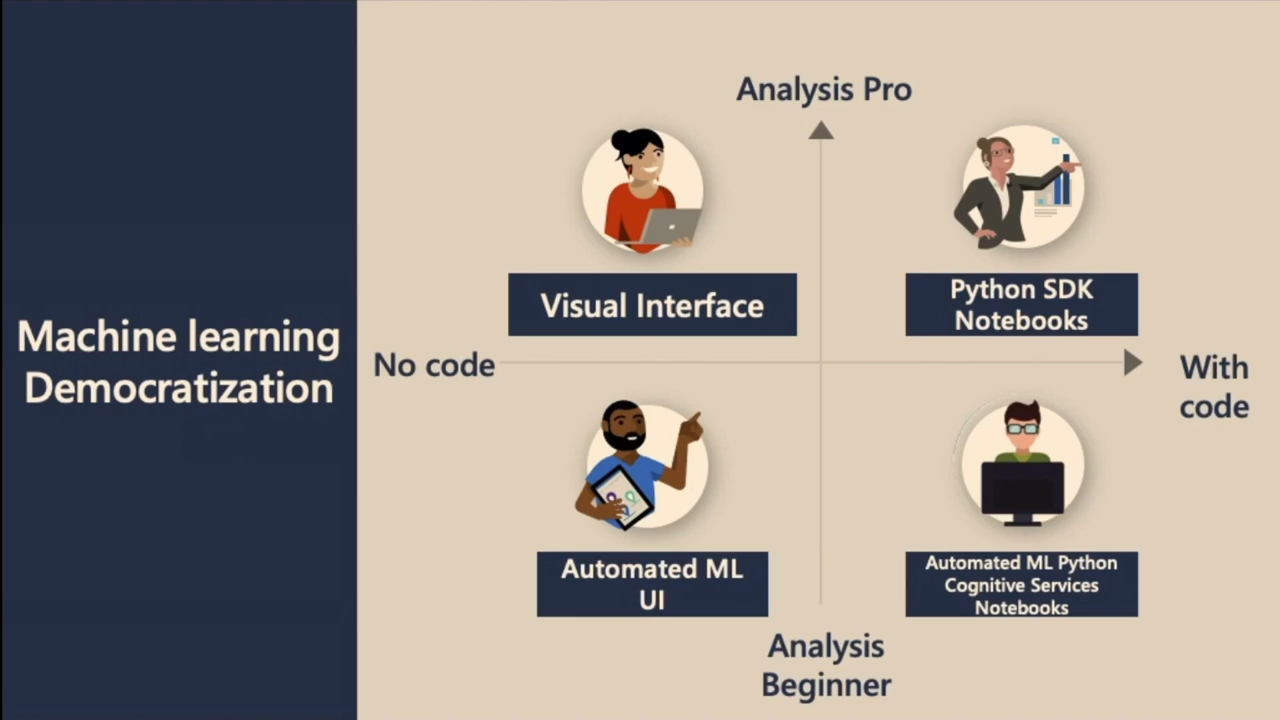 Machine learning
Democratization
Analysis Pro
Visual Interface
Python SDK
Notebooks
No code
With
code
Automated ML
UI
Automated ML Python
Cognitive Services
Notebooks
Analysis
Beginner